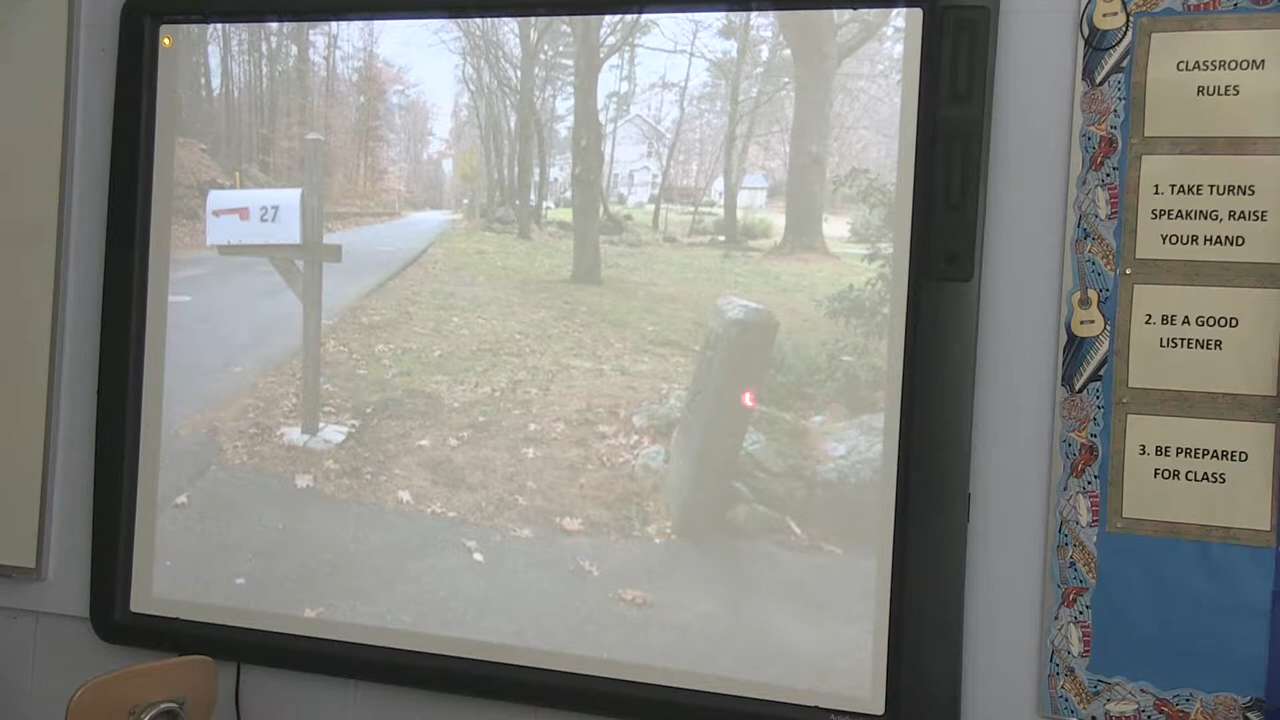 27
CLASSROOM
RULES
1. TAKE TURNS
SPEAKING, RAISE
YOUR HAND
2. BE A GOOD
LISTENER
3. BE PREPARED
FOR CLASS